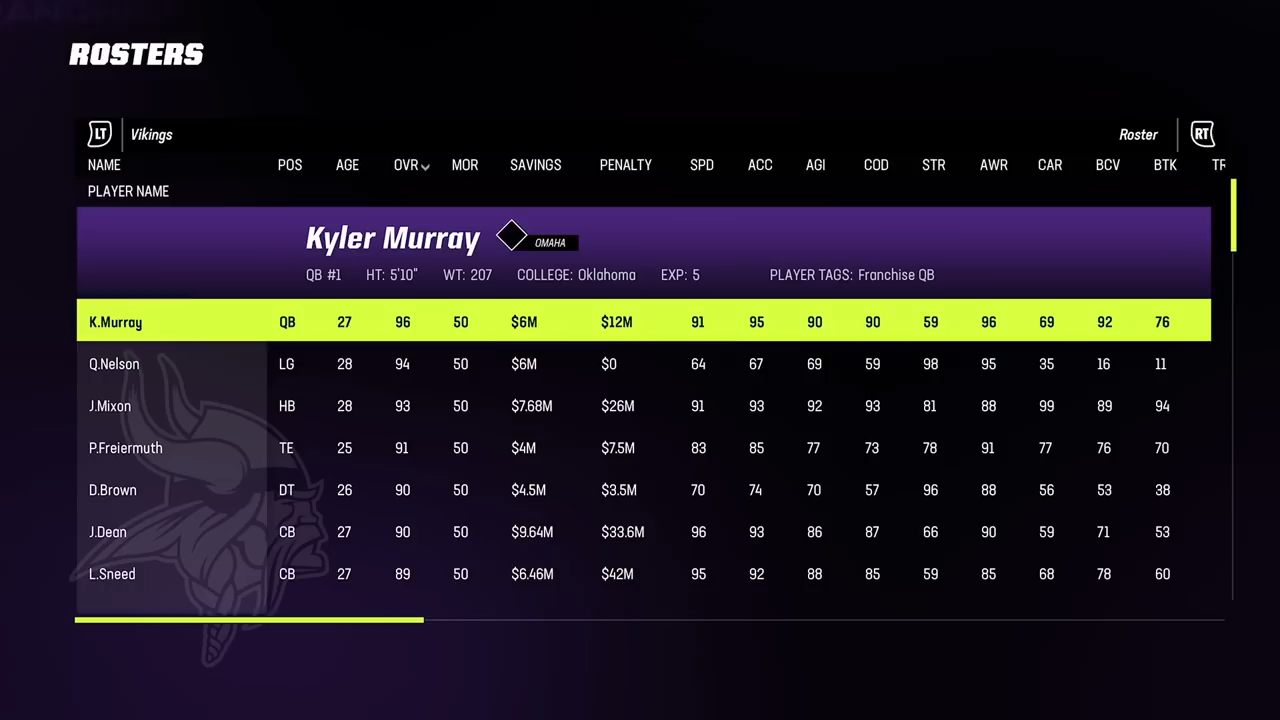 ROSTERS
LT Vikings Roster RT
NAME POS AGE OVR MOR SAVINGS PENALTY SPD ACC AGI COD STR AWR CAR BCV BTK TR
PLAYER NAME
Kyler Murray OMAHA
QB #1 HT: 5'10" WT: 207 COLLEGE: Oklahoma EXP: 5 PLAYER TAGS: Franchise QB
K.Murray QB 27 96 50 $6M $12M 91 95 90 90 59 96 69 92 76
Q.Nelson LG 28 94 50 $6M $0 64 67 69 59 98 95 35 16 11
J.Mixon HB 28 93 50 $7.68M $26M 91 93 92 93 81 88 99 89 94
P.Freiermuth TE 25 91 50 $4M $7.5M 83 85 77 73 78 91 77 76 70
D.Brown DT 26 90 50 $4.5M $3.5M 70 74 70 57 96 88 56 53 38
J.Dean CB 27 90 50 $9.64M $33.6M 96 93 86 87 66 90 59 71 53
L.Sneed CB 27 89 50 $6.46M $42M 95 92 88 85 59 85 68 78 60